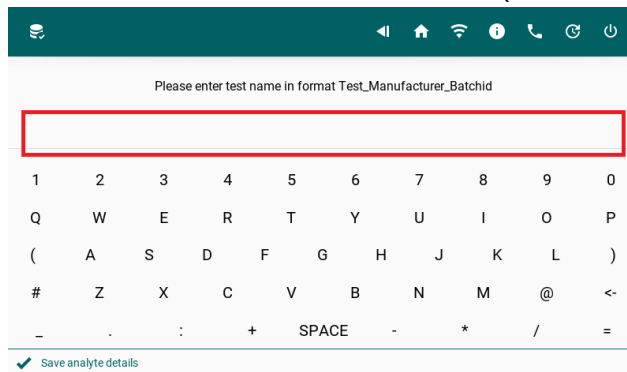 Please enter test name in format Test_Manufacturer_Batchid
1 2 3 4 5 6 7 8 9 0
Q W E R T Y U I O P
( A S D F G H J K L )
# Z X C V B N M @ <-
_ . : + SPACE - * / =
Save analyte details